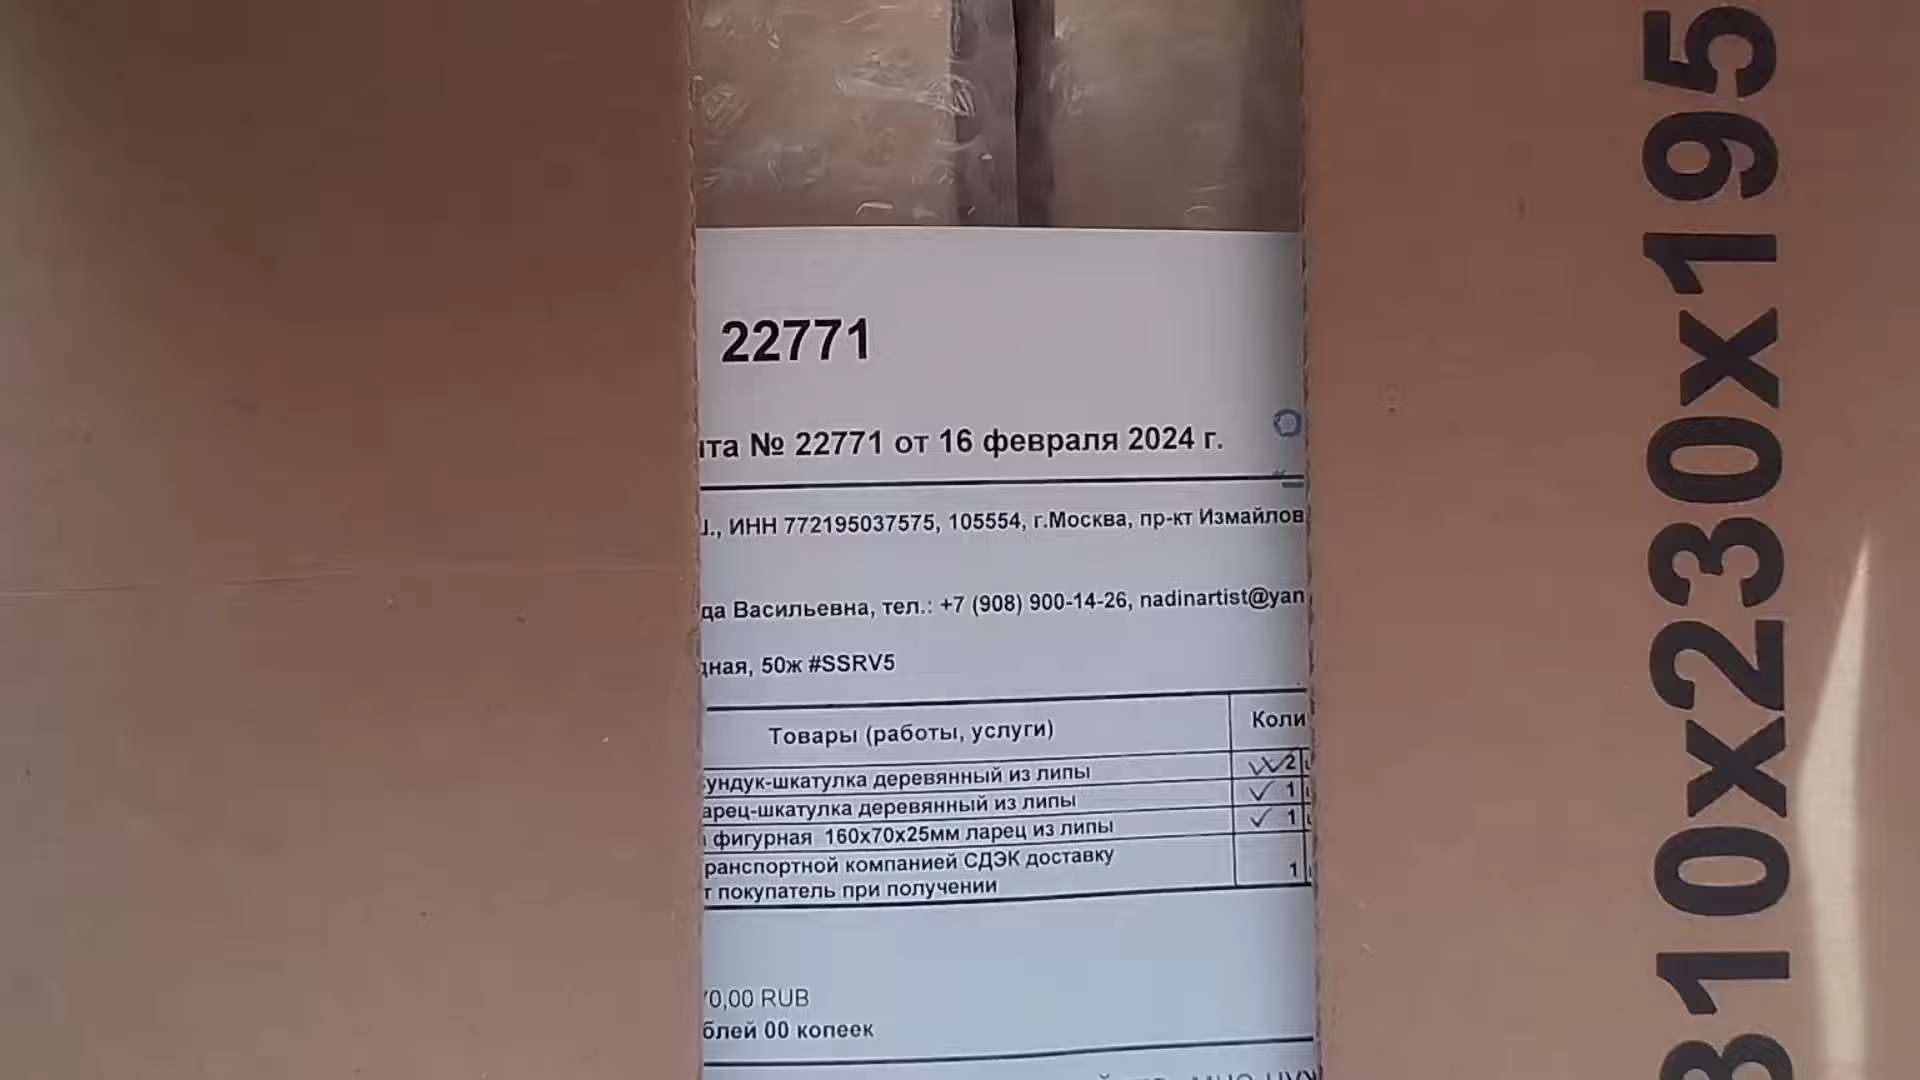 22771
та № 22771 от 16 февраля 2024 г.
., ИНН 772195037575, 105554, г.Москва, пр-кт Измайлов
да Васильевна, тел.: +7 (908) 900-14-26, nadinartist@yan
дная, 50ж #SSRV5
Товары (работы, услуги) Коли
ундук-шкатулка деревянный из липы 2
арец-шкатулка деревянный из липы 1
фигурная 160х70х25мм ларец из липы 1
ранспортной компанией СДЭК доставку
т покупатель при получении 1
0,00 RUB
блей 00 копеек
310x230x195